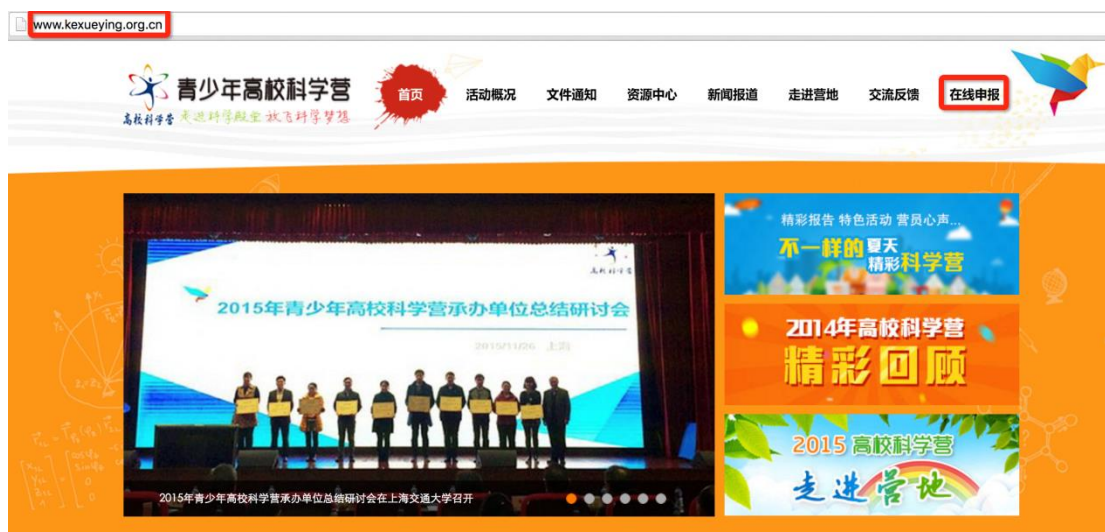 www.kexueying.org.cn
青少年高校科学营
高校科学营 走进科学殿堂 放飞科学梦想
首页 活动概况 文件通知 资源中心 新闻报道 走进营地 交流反馈 在线申报
高校科学营
2015年青少年高校科学营承办单位总结研讨会
2015/11/26 上海
2015年青少年高校科学营承办单位总结研讨会在上海交通大学召开
精彩报告 特色活动 营员心声...
不一样的夏天
精彩科学营
2014年高校科学营
精彩回顾
2015 高校科学营
走进营地